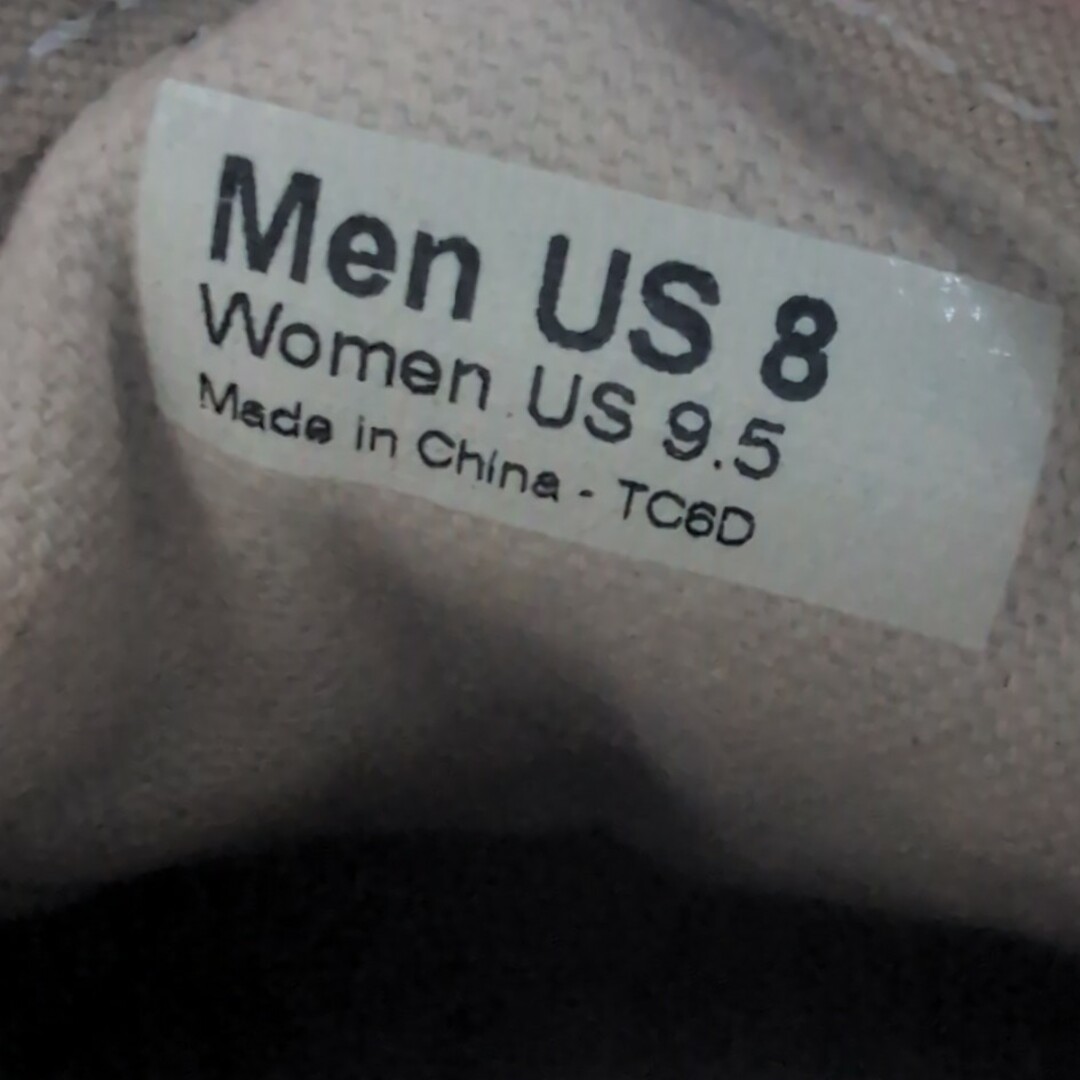 Men US 8
Women US 9.5
Made in China - TC6D